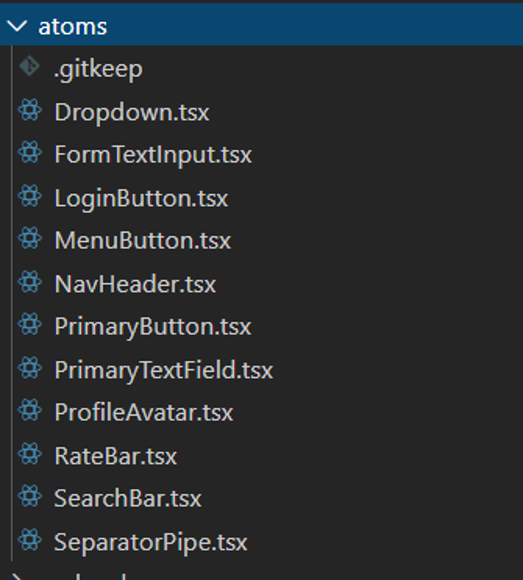 atoms
.gitkeep
Dropdown.tsx
FormTextInput.tsx
LoginButton.tsx
MenuButton.tsx
NavHeader.tsx
PrimaryButton.tsx
PrimaryTextField.tsx
ProfileAvatar.tsx
RateBar.tsx
SearchBar.tsx
SeparatorPipe.tsx